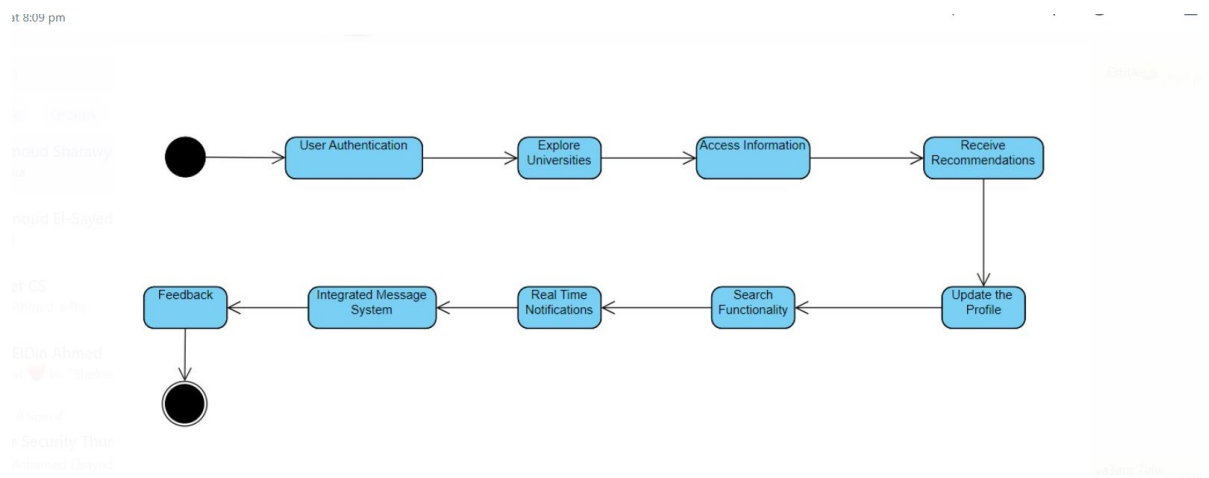 at 8:09 pm
User Authentication
Explore
Universities
Access Information
Receive
Recommendations
Feedback
Integrated Message
System
Real Time
Notifications
Search
Functionality
Update the
Profile